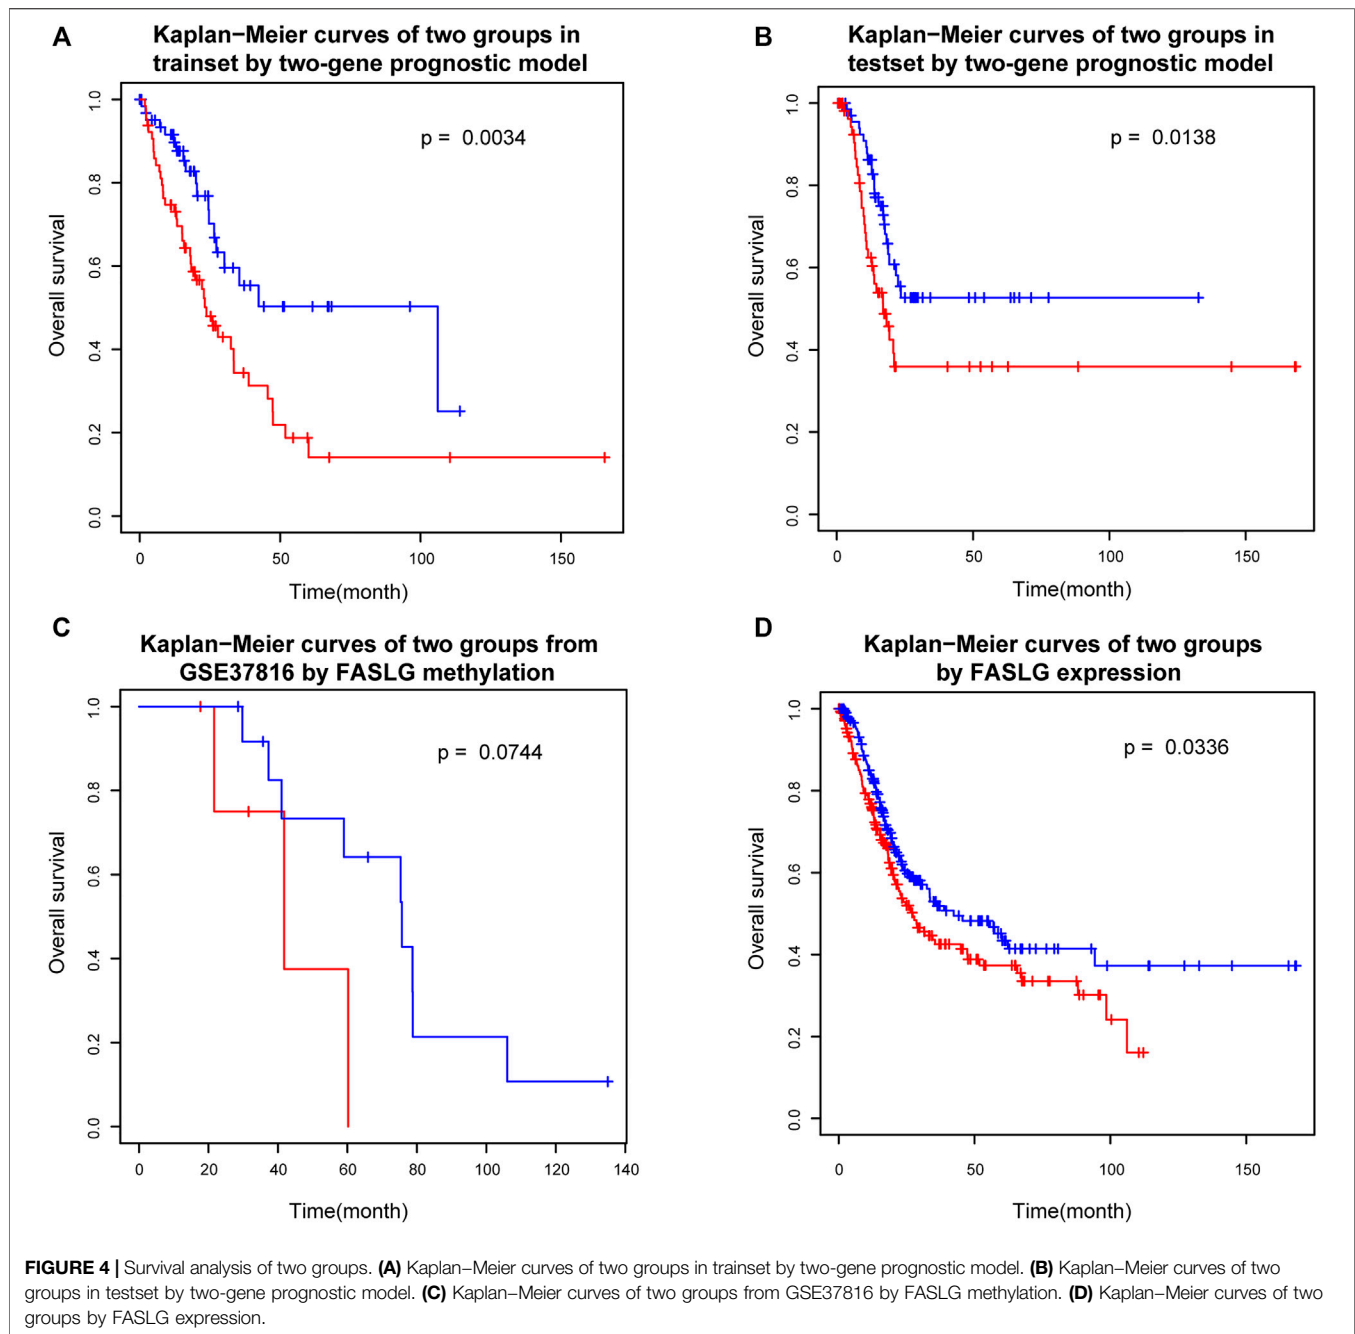 A
Kaplan−Meier curves of two groups in
trainset by two-gene prognostic model
p = 0.0034
Overall survival
1.0
0.8
0.6
0.4
0.2
0.0
0 50 100 150
Time(month)
B
Kaplan−Meier curves of two groups in
testset by two-gene prognostic model
p = 0.0138
Overall survival
1.0
0.8
0.6
0.4
0.2
0.0
0 50 100 150
Time(month)
C
Kaplan−Meier curves of two groups from
GSE37816 by FASLG methylation
p = 0.0744
Overall survival
1.0
0.8
0.6
0.4
0.2
0.0
0 20 40 60 80 100 120 140
Time(month)
D
Kaplan−Meier curves of two groups
by FASLG expression
p = 0.0336
Overall survival
1.0
0.8
0.6
0.4
0.2
0.0
0 50 100 150
Time(month)
FIGURE 4 | Survival analysis of two groups. (A) Kaplan–Meier curves of two groups in trainset by two-gene prognostic model. (B) Kaplan–Meier curves of two
groups in testset by two-gene prognostic model. (C) Kaplan–Meier curves of two groups from GSE37816 by FASLG methylation. (D) Kaplan–Meier curves of two
groups by FASLG expression.